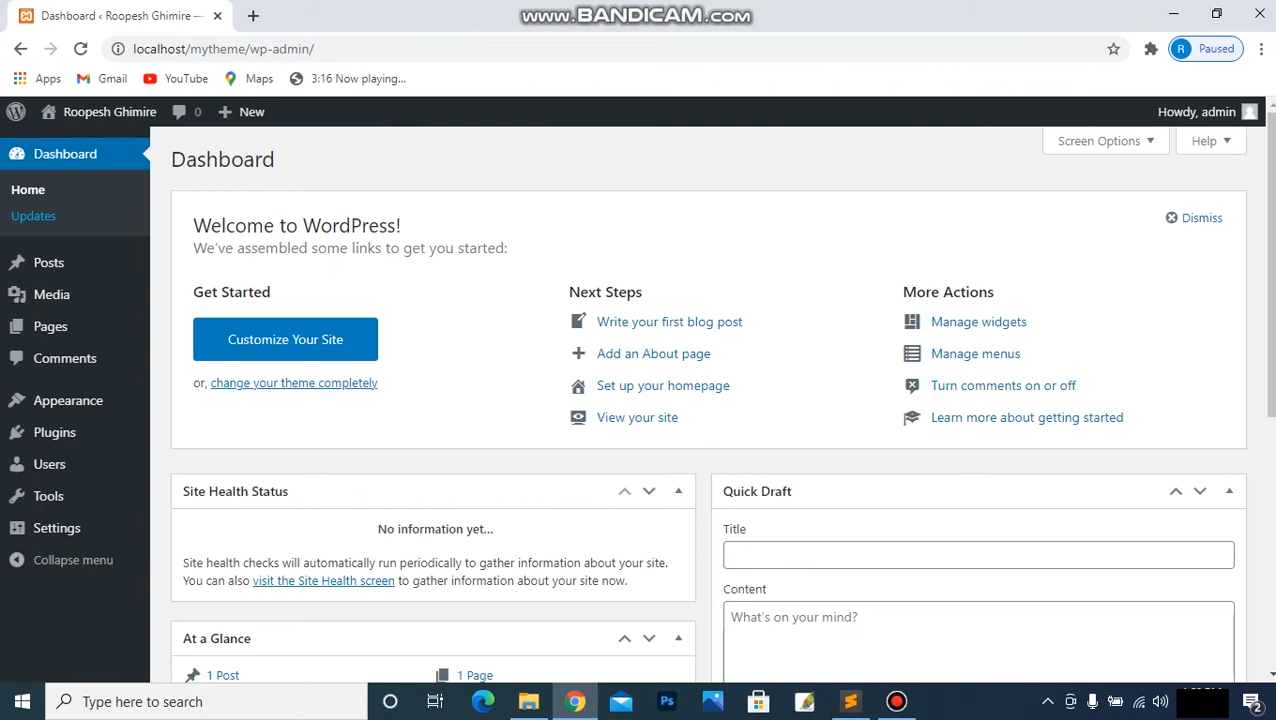 Dashboard ‹ Roopesh Ghimire —
www.BANDICAM.com
localhost/mytheme/wp-admin/
R Paused
Apps Gmail YouTube Maps 3:16 Now playing...
Roopesh Ghimire 0 New Howdy, admin
Dashboard
Home
Updates
Posts
Media
Pages
Comments
Appearance
Plugins
Users
Tools
Settings
Collapse menu
Screen Options Help
Dashboard
Welcome to WordPress!
Dismiss
We've assembled some links to get you started:
Get Started
Customize Your Site
or, change your theme completely
Next Steps
Write your first blog post
Add an About page
Set up your homepage
View your site
More Actions
Manage widgets
Manage menus
Turn comments on or off
Learn more about getting started
Site Health Status
No information yet...
Site health checks will automatically run periodically to gather information about your site.
You can also visit the Site Health screen to gather information about your site now.
At a Glance
1 Post 1 Page
Quick Draft
Title
Content
What's on your mind?
Type here to search
Ps
2